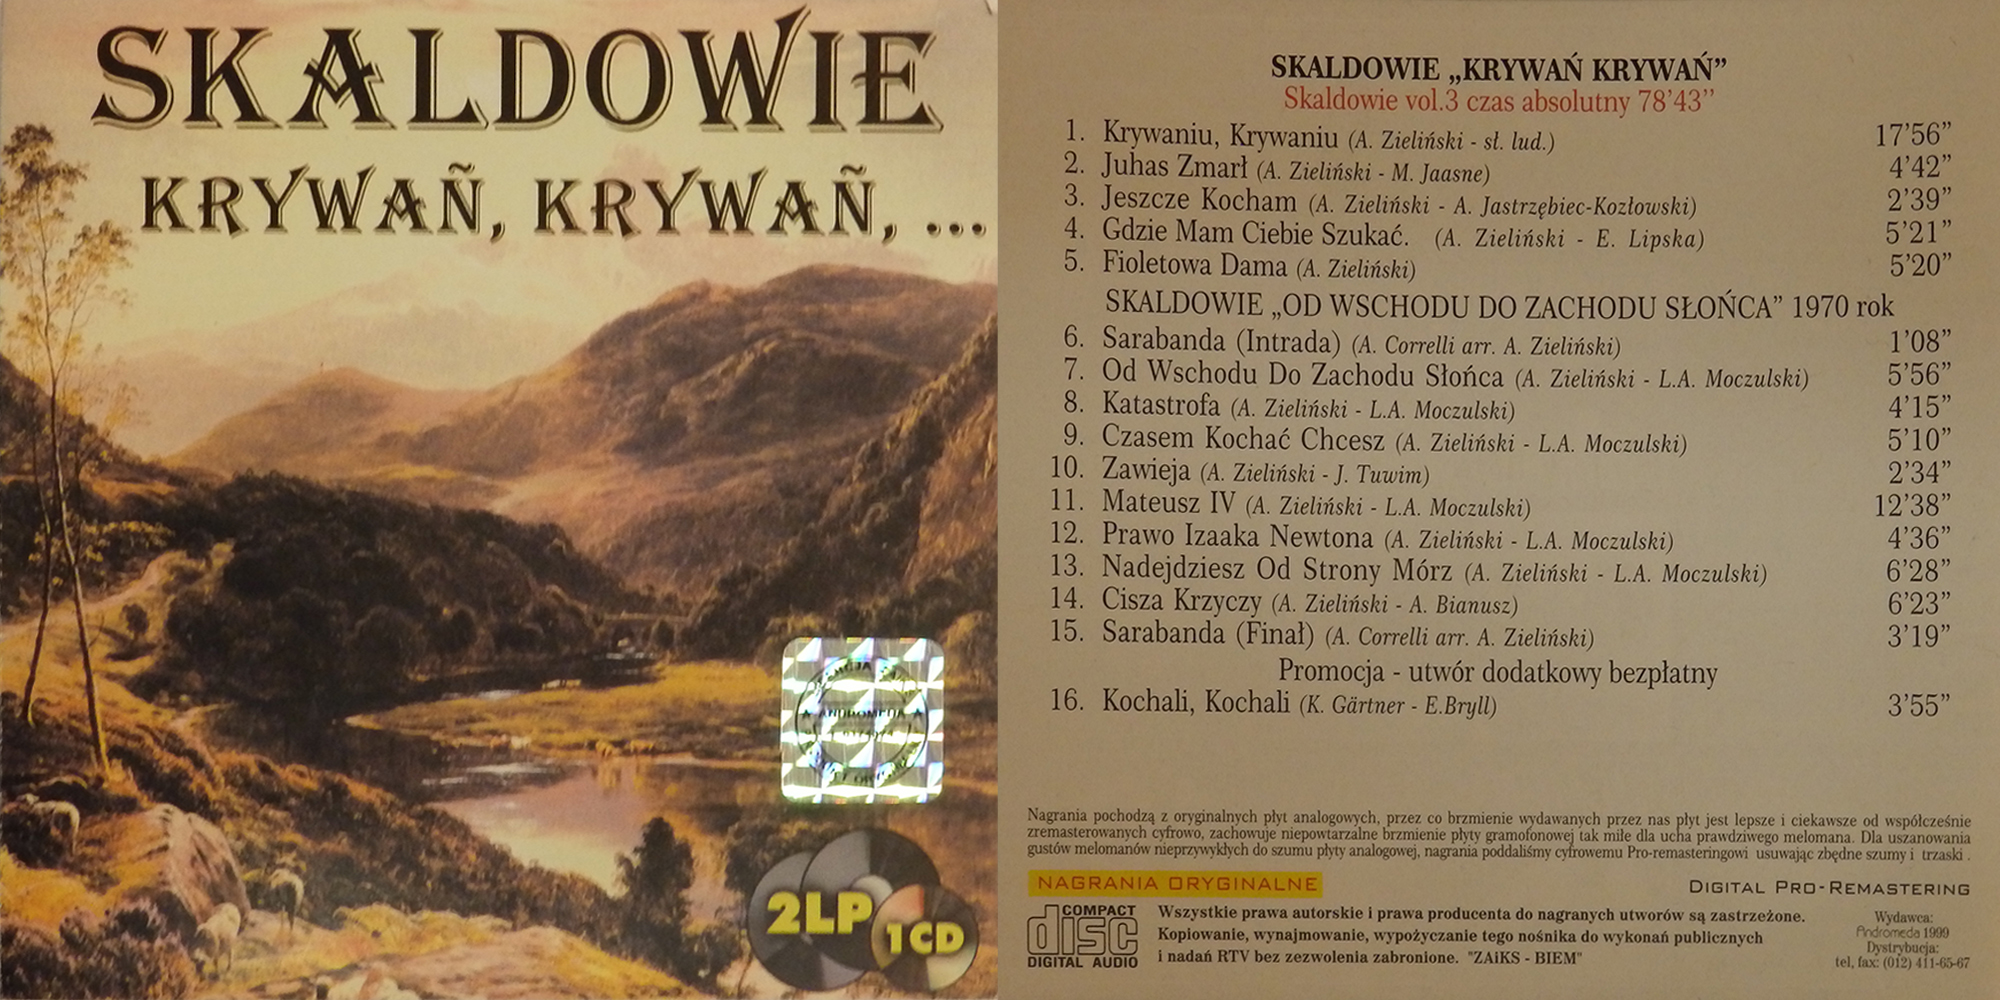 SKALDOWIE
KRYWAÑ, KRYWAÑ, ...
ANDROMEDA
2LP
1CD
SKALDOWIE „KRYWAŃ KRYWAŃ”
Skaldowie vol.3 czas absolutny 78’43’’
1. Krywaniu, Krywaniu (A. Zieliński - sł. lud.) 17’56”
2. Juhas Zmarł (A. Zieliński - M. Jaasne) 4’42”
3. Jeszcze Kocham (A. Zieliński - A. Jastrzębiec-Kozłowski) 2’39”
4. Gdzie Mam Ciebie Szukać. (A. Zieliński - E. Lipska) 5’21”
5. Fioletowa Dama (A. Zieliński) 5’20”
SKALDOWIE „OD WSCHODU DO ZACHODU SŁOŃCA” 1970 rok
6. Sarabanda (Intrada) (A. Correlli arr. A. Zieliński) 1’08”
7. Od Wschodu Do Zachodu Słońca (A. Zieliński - L.A. Moczulski) 5’56”
8. Katastrofa (A. Zieliński - L.A. Moczulski) 4’15”
9. Czasem Kochać Chcesz (A. Zieliński - L.A. Moczulski) 5’10”
10. Zawieja (A. Zieliński - J. Tuwim) 2’34”
11. Mateusz IV (A. Zieliński - L.A. Moczulski) 12’38”
12. Prawo Izaaka Newtona (A. Zieliński - L.A. Moczulski) 4’36”
13. Nadejdziesz Od Strony Mórz (A. Zieliński - L.A. Moczulski) 6’28”
14. Cisza Krzyczy (A. Zieliński - A. Bianusz) 6’23”
15. Sarabanda (Finał) (A. Correlli arr. A. Zieliński) 3’19”
Promocja - utwór dodatkowy bezpłatny
16. Kochali, Kochali (K. Gärtner - E.Bryll) 3’55”
Nagrania pochodzą z oryginalnych płyt analogowych, przez co brzmienie wydawanych przez nas płyt jest lepsze i ciekawsze od współcześnie
zremasterowanych cyfrowo, zachowuje niepowtarzalne brzmienie płyty gramofonowej tak miłe dla ucha prawdziwego melomana. Dla uszanowania
gustów melomanów nieprzywykłych do szumu płyty analogowej, nagrania poddaliśmy cyfrowemu Pro-remasteringowi usuwając zbędne szumy i trzaski .
NAGRANIA ORYGINALNE
DIGITAL PRO-REMASTERING
COMPACT
disc
DIGITAL AUDIO
Wszystkie prawa autorskie i prawa producenta do nagranych utworów są zastrzeżone.
Kopiowanie, wynajmowanie, wypożyczanie tego nośnika do wykonań publicznych
i nadań RTV bez zezwolenia zabronione. "ZAiKS - BIEM"
Wydawca:
Andromeda 1999
Dystrybucja:
tel, fax: (012) 411-65-67